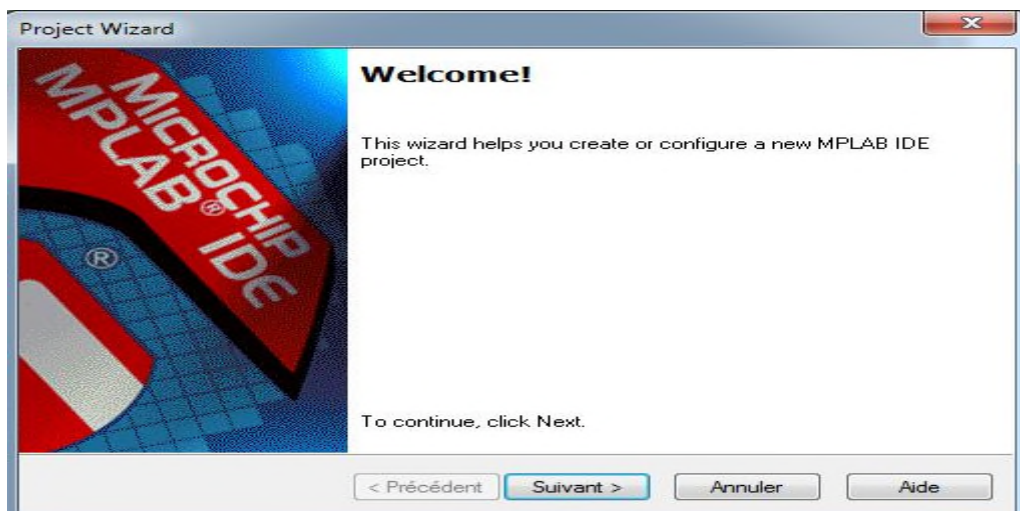 Project Wizard
MICROCHIP
MPLAB® IDE
®
Welcome!
This wizard helps you create or configure a new MPLAB IDE
project.
To continue, click Next.
< Précédent
Suivant >
Annuler
Aide